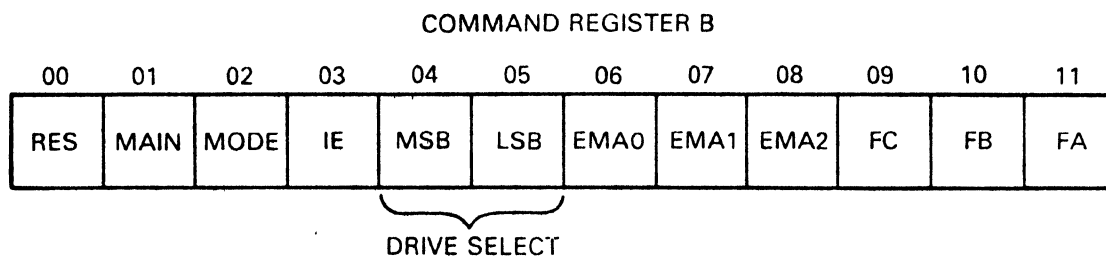 COMMAND REGISTER B
00 01 02 03 04 05 06 07 08 09 10 11
RES MAIN MODE IE MSB LSB EMA0 EMA1 EMA2 FC FB FA
DRIVE SELECT